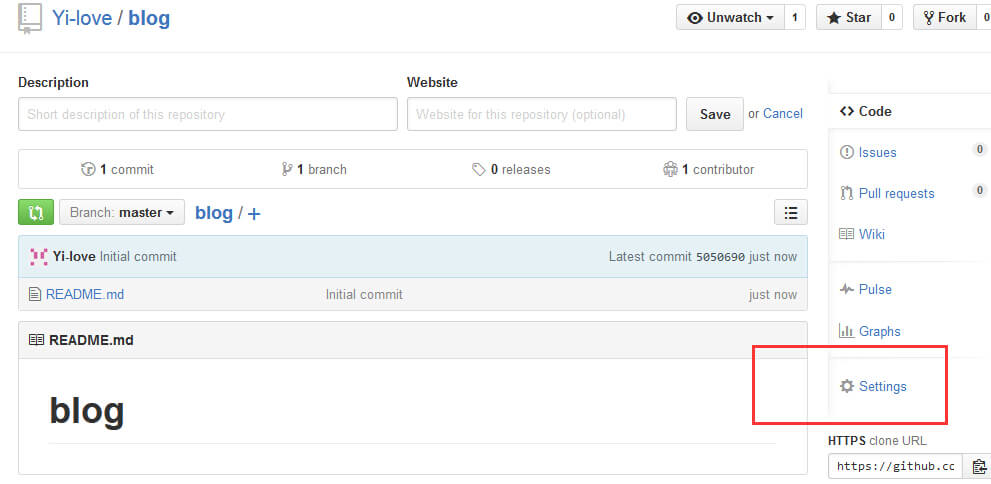 Yi-love / blog
Unwatch 1 Star 0 Fork 0
Description
Website
Short description of this repository
Website for this repository (optional)
Save or Cancel
1 commit
1 branch
0 releases
1 contributor
Branch: master
blog / +
Yi-love Initial commit
Latest commit 5050690 just now
README.md
Initial commit
just now
README.md
blog
Code
Issues 0
Pull requests 0
Wiki
Pulse
Graphs
Settings
HTTPS clone URL
https://github.cc